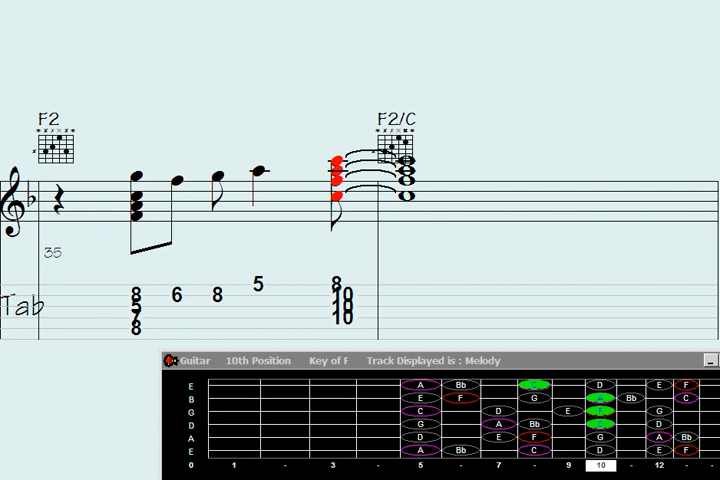 F2 F2/C
35
Tab
8 6 8 5 8
5 10
7 10
8 10
Guitar 10th Position Key of F Track Displayed is : Melody
E A Bb D E F
B E F G A Bb C
G C D E F G
D G A Bb C D
A D E F G A Bb
E A Bb C D E F
0 1 - 3 - 5 - 7 - 9 10 - 12 - -